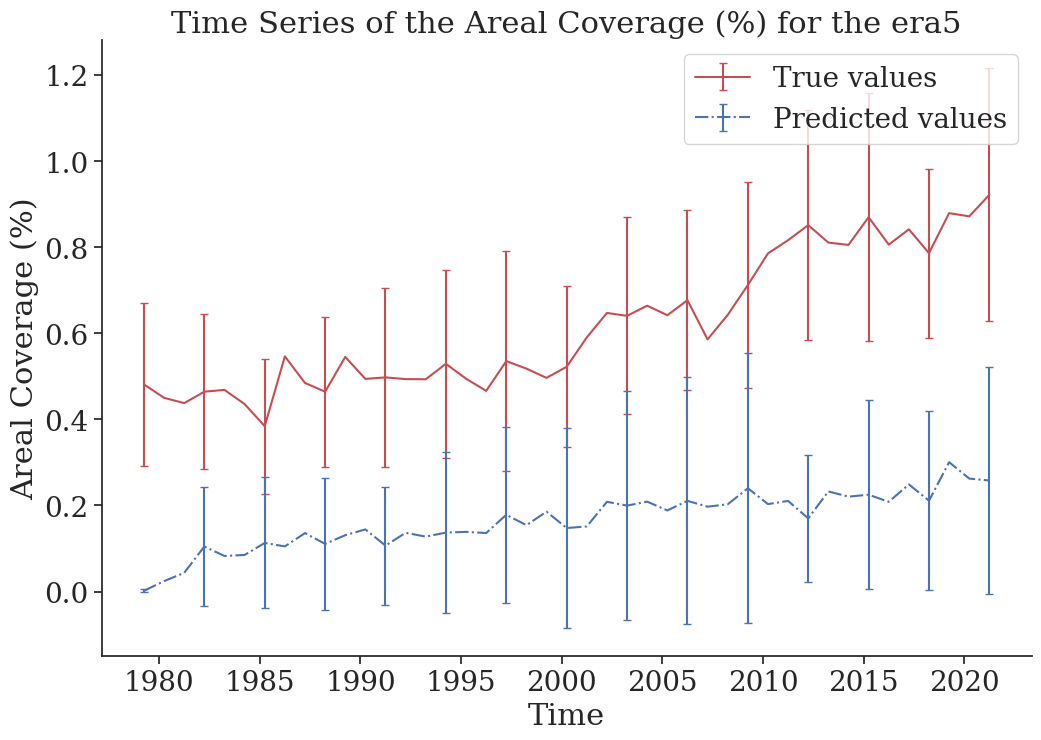 Time Series of the Areal Coverage (%) for the era5
True values
Predicted values
Areal Coverage (%)
1.2
1.0
0.8
0.6
0.4
0.2
0.0
1980 1985 1990 1995 2000 2005 2010 2015 2020
Time